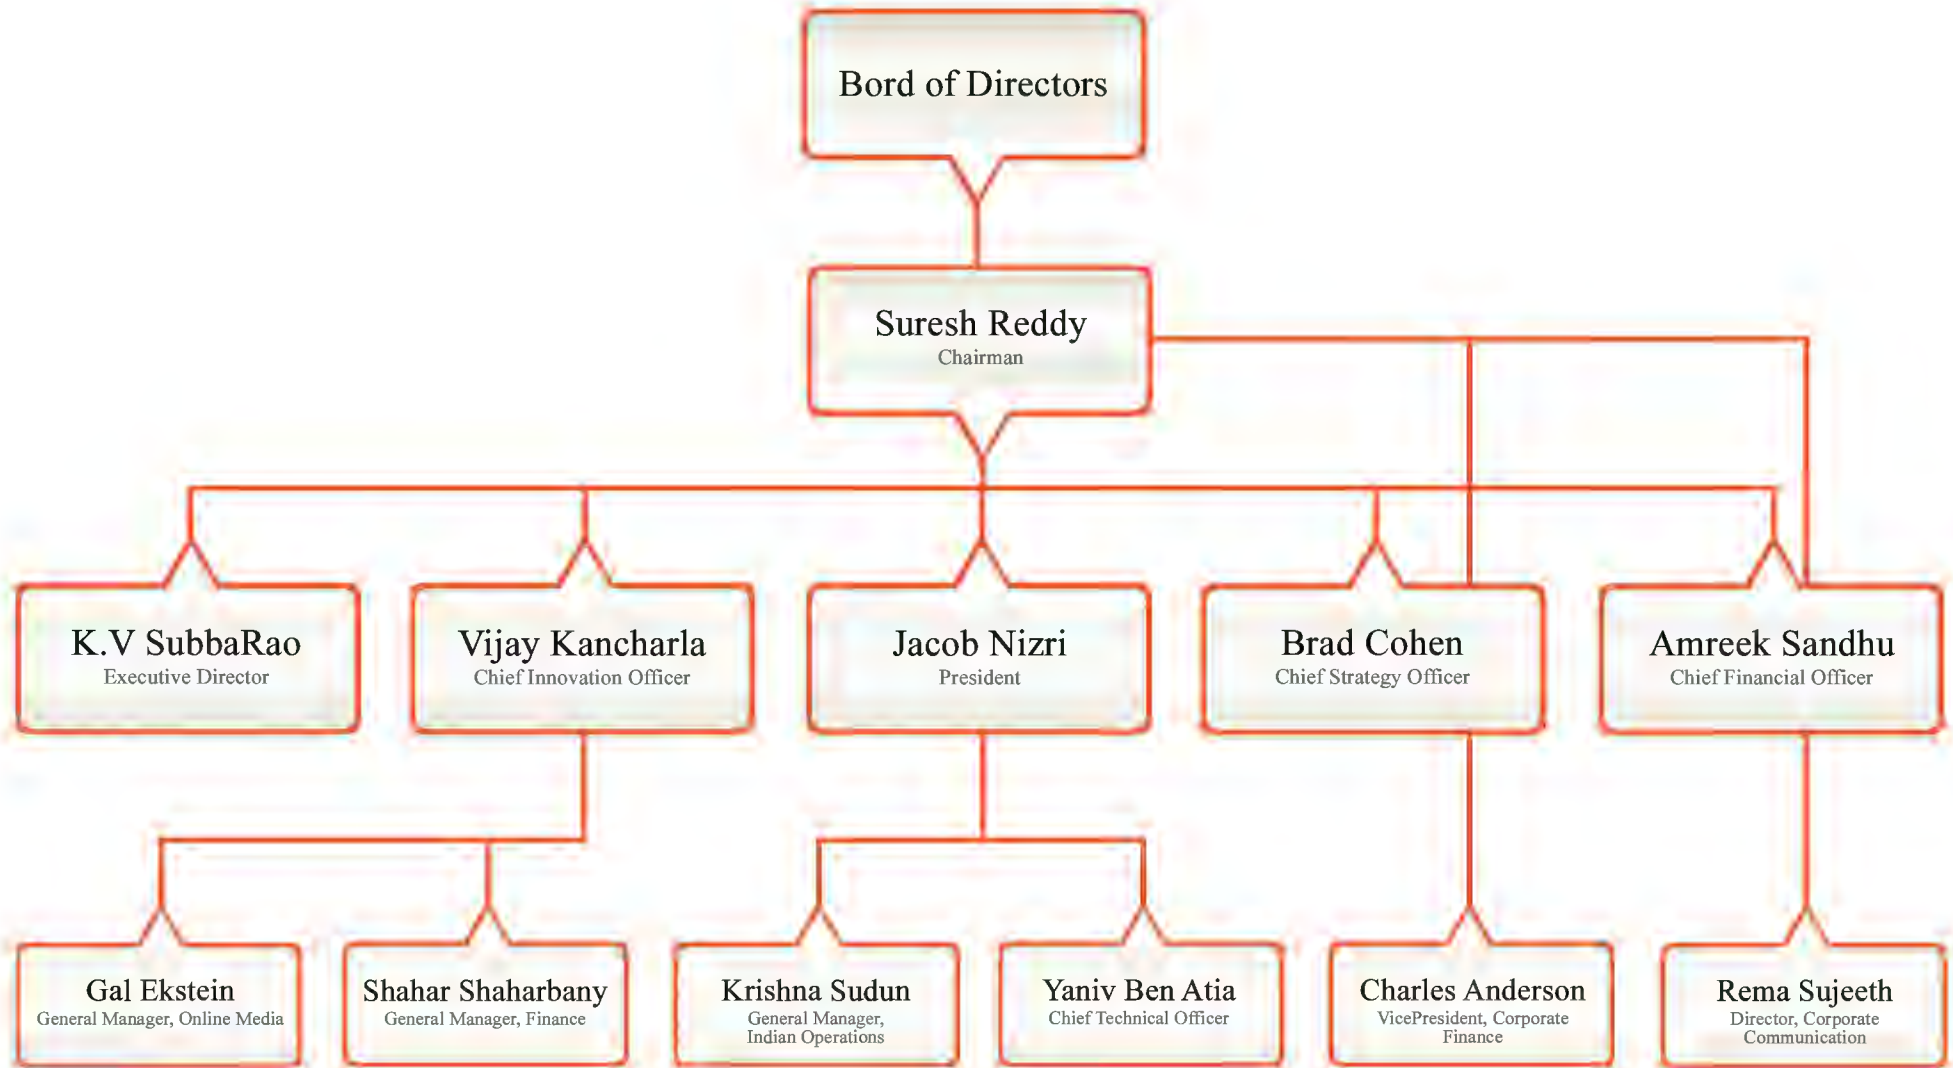 Bord of Directors
Suresh Reddy
Chairman
K.V SubbaRao
Executive Director
Vijay Kancharla
Chief Innovation Officer
Jacob Nizri
President
Brad Cohen
Chief Strategy Officer
Amreek Sandhu
Chief Financial Officer
Gal Ekstein
General Manager, Online Media
Shahar Shaharbany
General Manager, Finance
Krishna Sudun
General Manager,
Indian Operations
Yaniv Ben Atia
Chief Technical Officer
Charles Anderson
VicePresident, Corporate
Finance
Rema Sujeeth
Director, Corporate
Communication